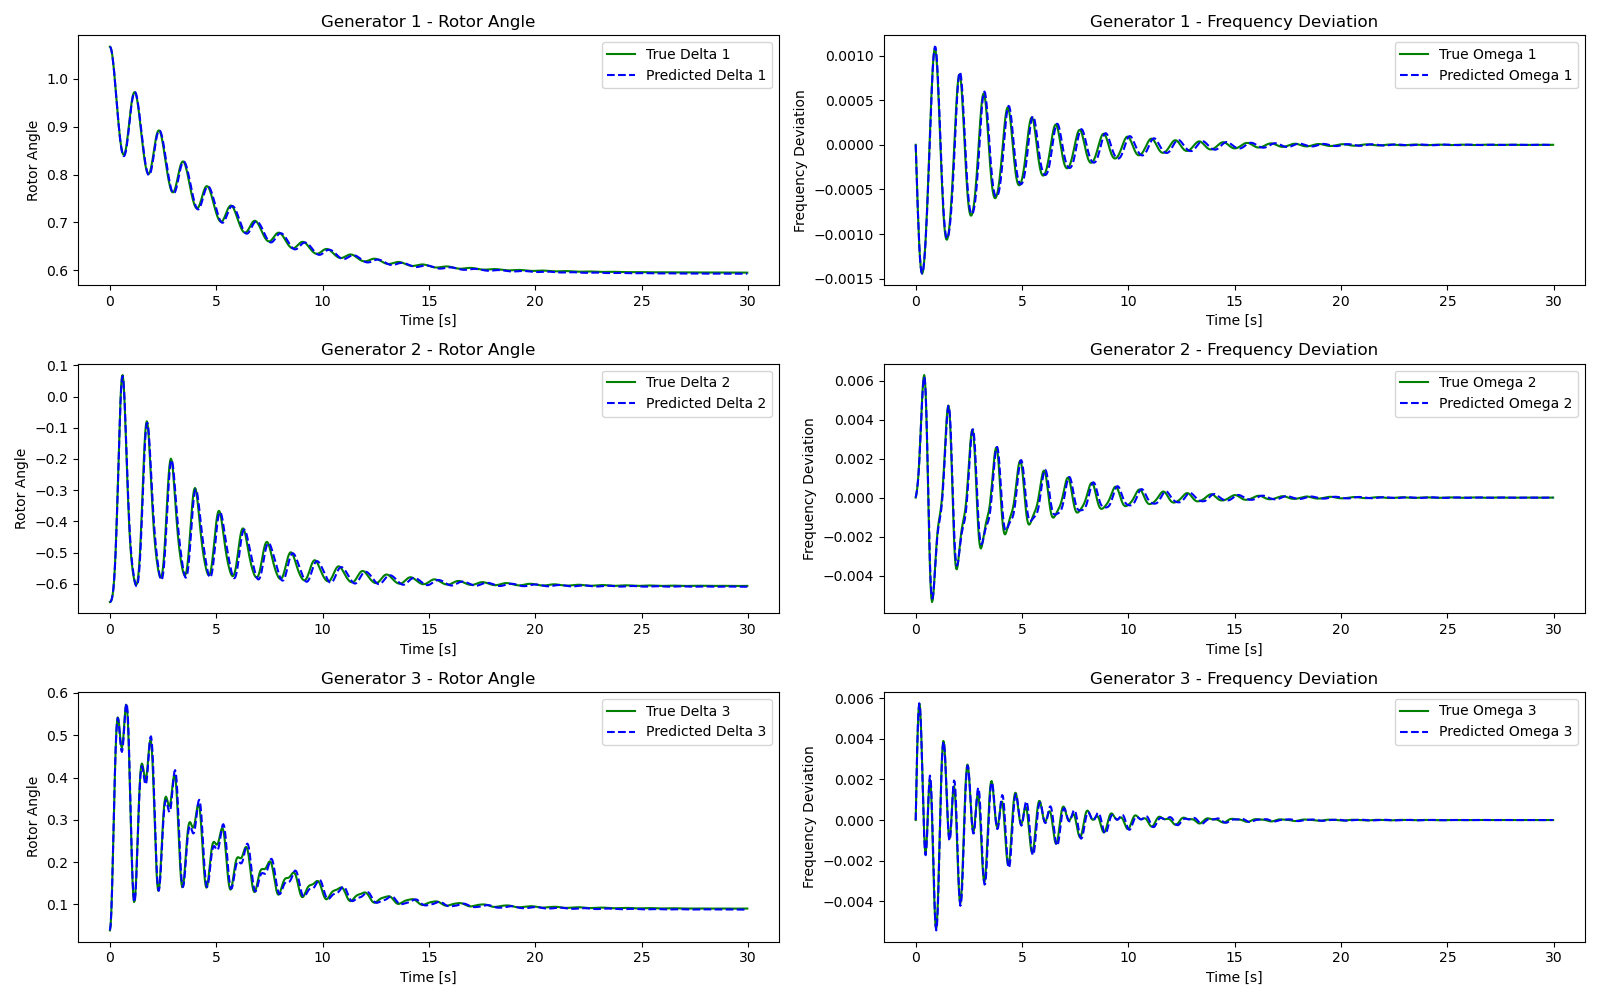 Generator 1 - Rotor Angle
True Delta 1
Predicted Delta 1
Rotor Angle
1.0
0.9
0.8
0.7
0.6
0 5 10 15 20 25 30
Time [s]
Generator 1 - Frequency Deviation
True Omega 1
Predicted Omega 1
Frequency Deviation
0.0010
0.0005
0.0000
−0.0005
−0.0010
−0.0015
0 5 10 15 20 25 30
Time [s]
Generator 2 - Rotor Angle
True Delta 2
Predicted Delta 2
Rotor Angle
0.1
0.0
−0.1
−0.2
−0.3
−0.4
−0.5
−0.6
0 5 10 15 20 25 30
Time [s]
Generator 2 - Frequency Deviation
True Omega 2
Predicted Omega 2
Frequency Deviation
0.006
0.004
0.002
0.000
−0.002
−0.004
0 5 10 15 20 25 30
Time [s]
Generator 3 - Rotor Angle
True Delta 3
Predicted Delta 3
Rotor Angle
0.6
0.5
0.4
0.3
0.2
0.1
0 5 10 15 20 25 30
Time [s]
Generator 3 - Frequency Deviation
True Omega 3
Predicted Omega 3
Frequency Deviation
0.006
0.004
0.002
0.000
−0.002
−0.004
0 5 10 15 20 25 30
Time [s]